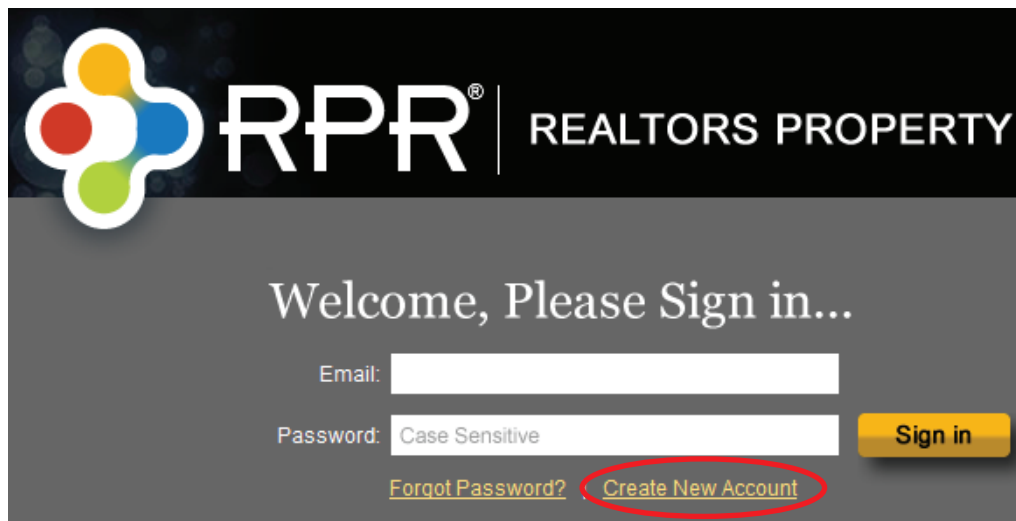 RPR® | REALTORS PROPERTY
Welcome, Please Sign in...
Email:
Password: Case Sensitive Sign in
Forgot Password? | Create New Account